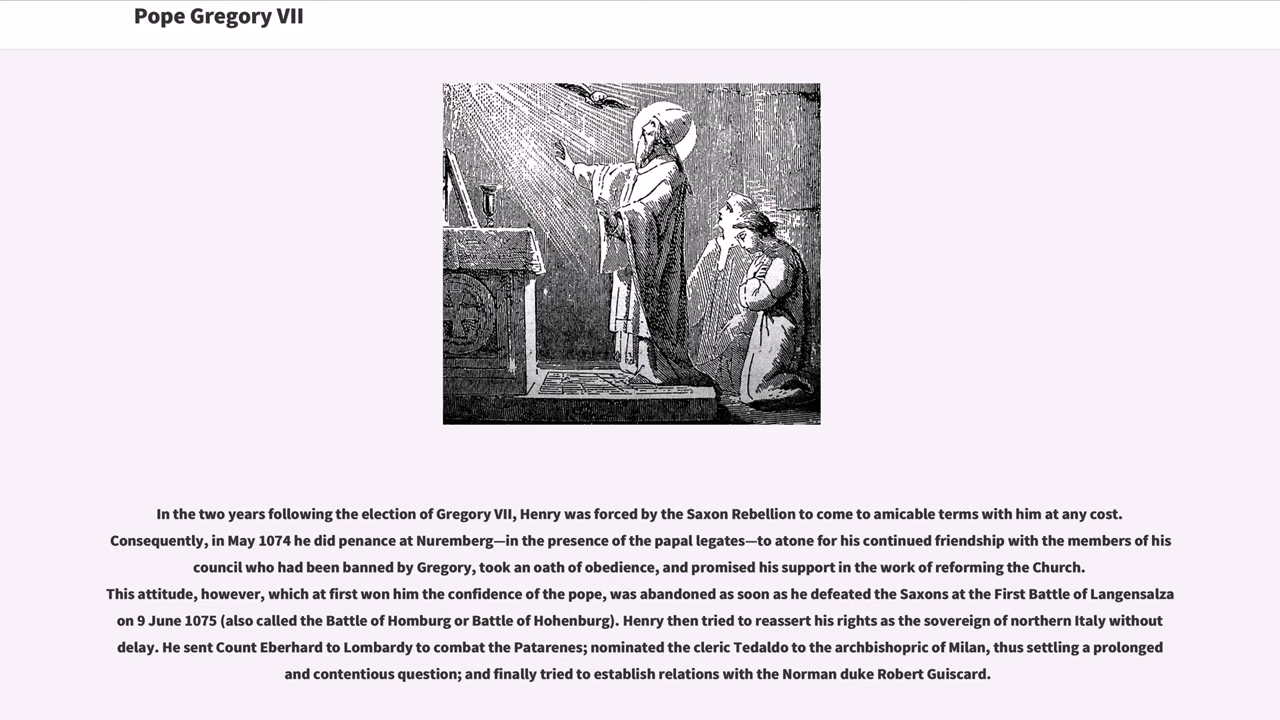 Pope Gregory VII
In the two years following the election of Gregory VII, Henry was forced by the Saxon Rebellion to come to amicable terms with him at any cost.
Consequently, in May 1074 he did penance at Nuremberg—in the presence of the papal legates—to atone for his continued friendship with the members of his
council who had been banned by Gregory, took an oath of obedience, and promised his support in the work of reforming the Church.
This attitude, however, which at first won him the confidence of the pope, was abandoned as soon as he defeated the Saxons at the First Battle of Langensalza
on 9 June 1075 (also called the Battle of Homburg or Battle of Hohenburg). Henry then tried to reassert his rights as the sovereign of northern Italy without
delay. He sent Count Eberhard to Lombardy to combat the Patarenes; nominated the cleric Tedaldo to the archbishopric of Milan, thus settling a prolonged
and contentious question; and finally tried to establish relations with the Norman duke Robert Guiscard.